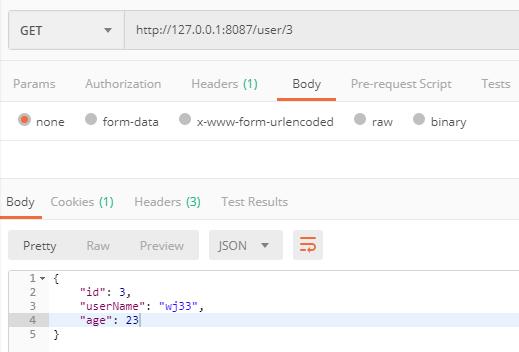 GET http://127.0.0.1:8087/user/3
Params Authorization Headers (1) Body Pre-request Script Tests
none form-data x-www-form-urlencoded raw binary
Body Cookies (1) Headers (3) Test Results
Pretty Raw Preview JSON
1 {
2 "id": 3,
3 "userName": "wj33",
4 "age": 23
5 }